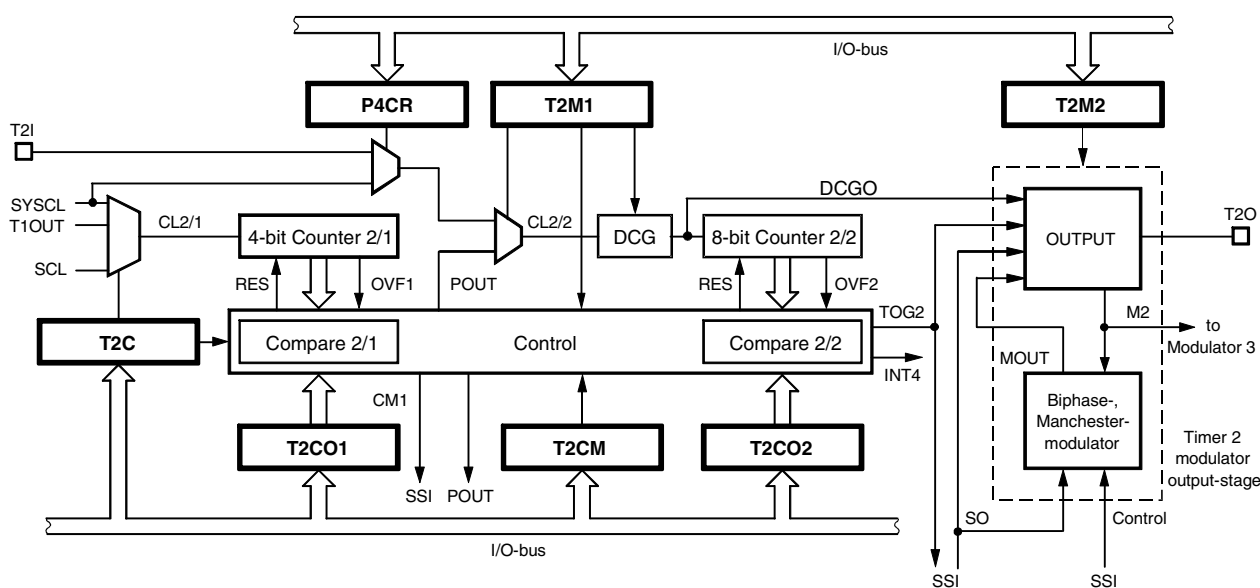 I/O-bus
P4CR
T2M1
T2M2
T2I
SYSCL
T1OUT
SCL
CL2/1
4-bit Counter 2/1
CL2/2
DCG
8-bit Counter 2/2
DCGO
OUTPUT
T2O
RES
OVF1
POUT
RES
OVF2
TOG2
M2
to
Modulator 3
T2C
Compare 2/1
Control
Compare 2/2
INT4
MOUT
CM1
Biphase-,
Manchester-
modulator
T2CO1
T2CM
T2CO2
Timer 2
modulator
output-stage
SSI
POUT
SO
Control
I/O-bus
SSI
SSI